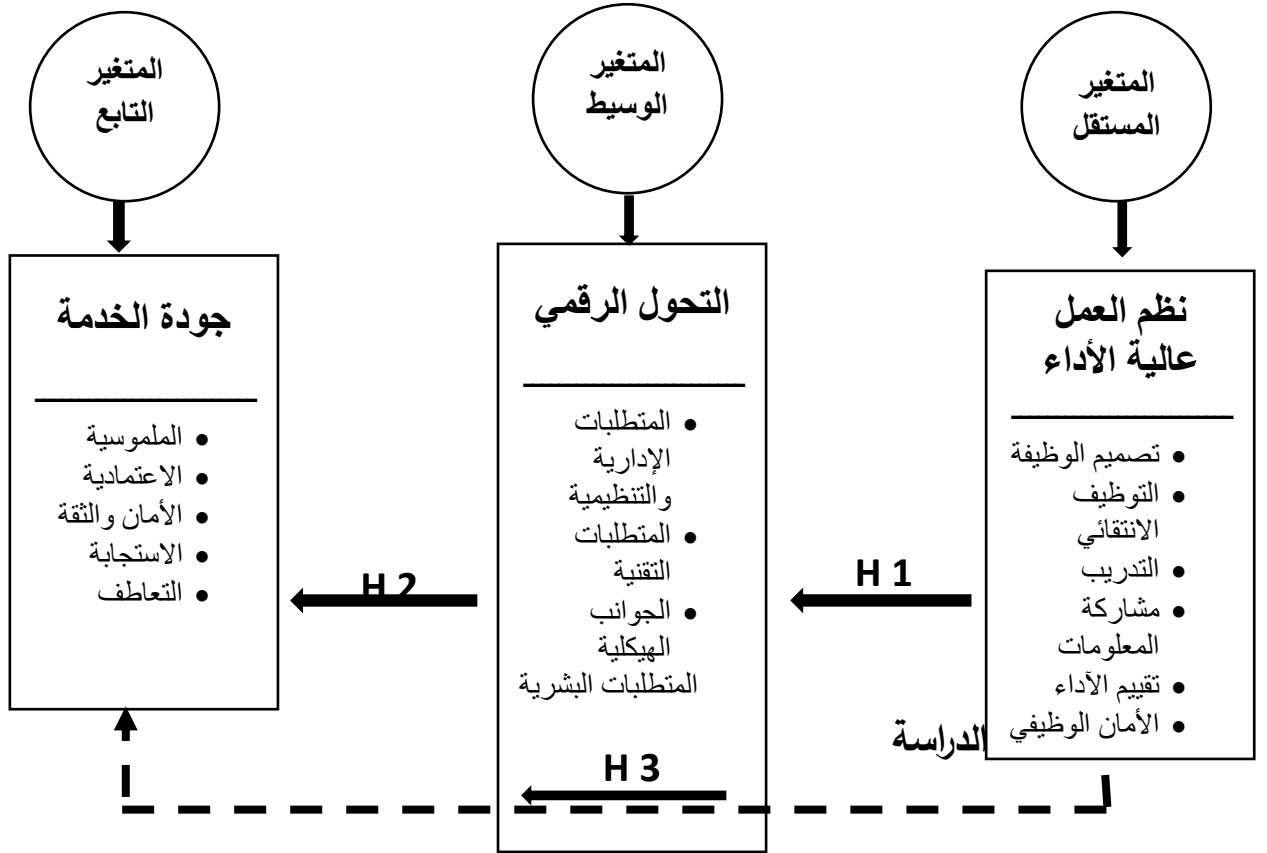 المتغير
المستقل
المتغير
الوسيط
المتغير
التابع
نظم العمل
عالية الأداء
• تصميم الوظيفة
• التوظيف
الانتقائي
• التدريب
• مشاركة
المعلومات
• تقييم الآداء
• الأمان الوظيفي
H 1
التحول الرقمي
• المتطلبات
الإدارية
والتنظيمية
• المتطلبات
التقنية
• الجوانب
الهيكلية
المتطلبات البشرية
H 2
جودة الخدمة
• الملموسية
• الاعتمادية
• الأمان والثقة
• الاستجابة
• التعاطف
الدراسة
H 3